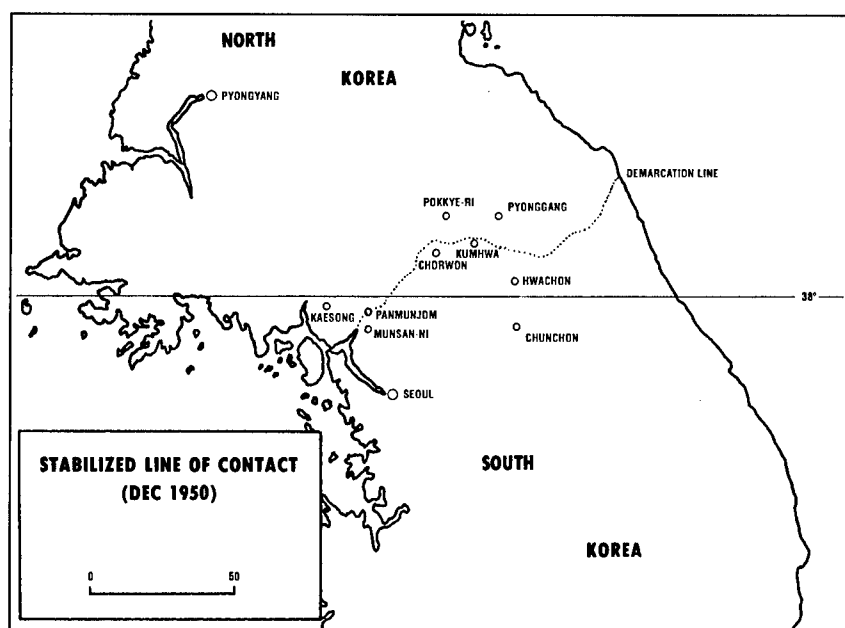 NORTH
KOREA
PYONGYANG
DEMARCATION LINE
POKKYE-RI
PYONGGANG
KUMHWA
CHORWON
HWACHON
38°
KAESONG
PANMUNJOM
MUNSAN-NI
CHUNCHON
SEOUL
SOUTH
KOREA
STABILIZED LINE OF CONTACT
(DEC 1950)
0 50